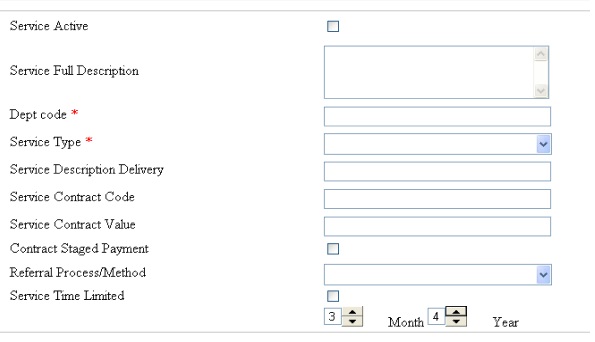 Service Active
Service Full Description
Dept code *
Service Type *
Service Description Delivery
Service Contract Code
Service Contract Value
Contract Staged Payment
Referral Process/Method
Service Time Limited
3 Month 4 Year